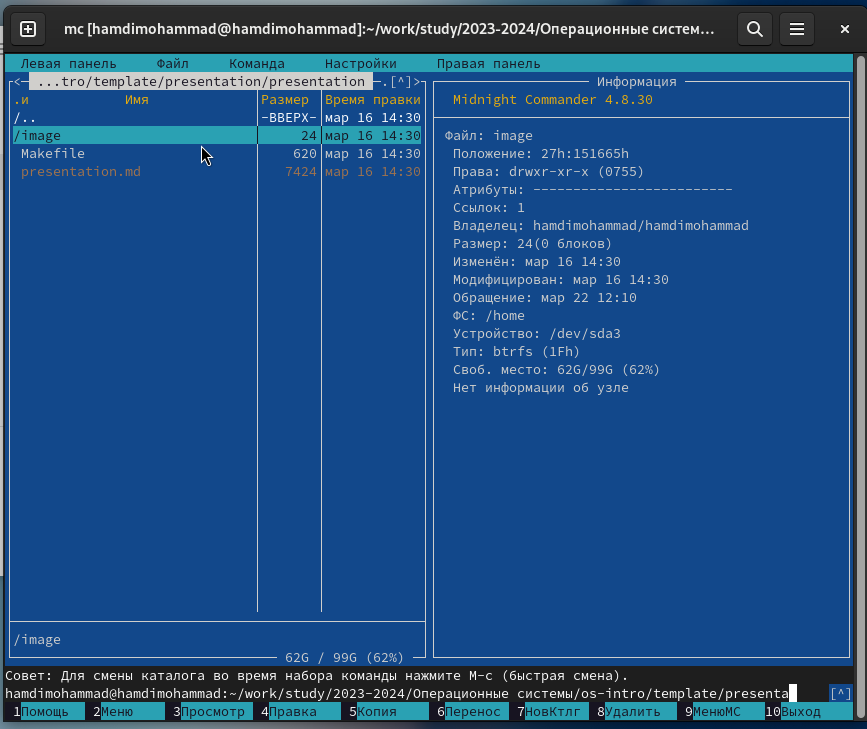 mc [hamdimohammad@hamdimohammad]:~/work/study/2023-2024/Операционные систем…
Левая панель Файл Команда Настройки Правая панель
<─ ...tro/template/presentation/presentation ─.[^]>
.и Имя Размер Время правки
/.. -ВВЕРХ- мар 16 14:30
/image 24 мар 16 14:30
Makefile 620 мар 16 14:30
presentation.md 7424 мар 16 14:30
/image
62G / 99G (62%)
Информация
Midnight Commander 4.8.30
Файл: image
Положение: 27h:151665h
Права: drwxr-xr-x (0755)
Атрибуты: -------------------------
Ссылок: 1
Владелец: hamdimohammad/hamdimohammad
Размер: 24(0 блоков)
Изменён: мар 16 14:30
Модифицирован: мар 16 14:30
Обращение: мар 22 12:10
ФС: /home
Устройство: /dev/sda3
Тип: btrfs (1Fh)
Своб. место: 62G/99G (62%)
Нет информации об узле
Совет: Для смены каталога во время набора команды нажмите M-c (быстрая смена).
hamdimohammad@hamdimohammad:~/work/study/2023-2024/Операционные системы/os-intro/template/presenta [^]
1Помощь 2Меню 3Просмотр 4Правка 5Копия 6Перенос 7НовКтлг 8Удалить 9МенюМС 10Выход